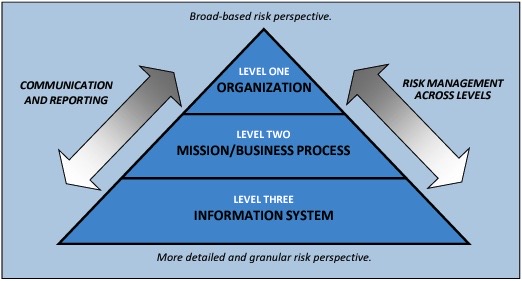 Broad-based risk perspective.
COMMUNICATION
AND REPORTING
RISK MANAGEMENT
ACROSS LEVELS
LEVEL ONE
ORGANIZATION
LEVEL TWO
MISSION/BUSINESS PROCESS
LEVEL THREE
INFORMATION SYSTEM
More detailed and granular risk perspective.